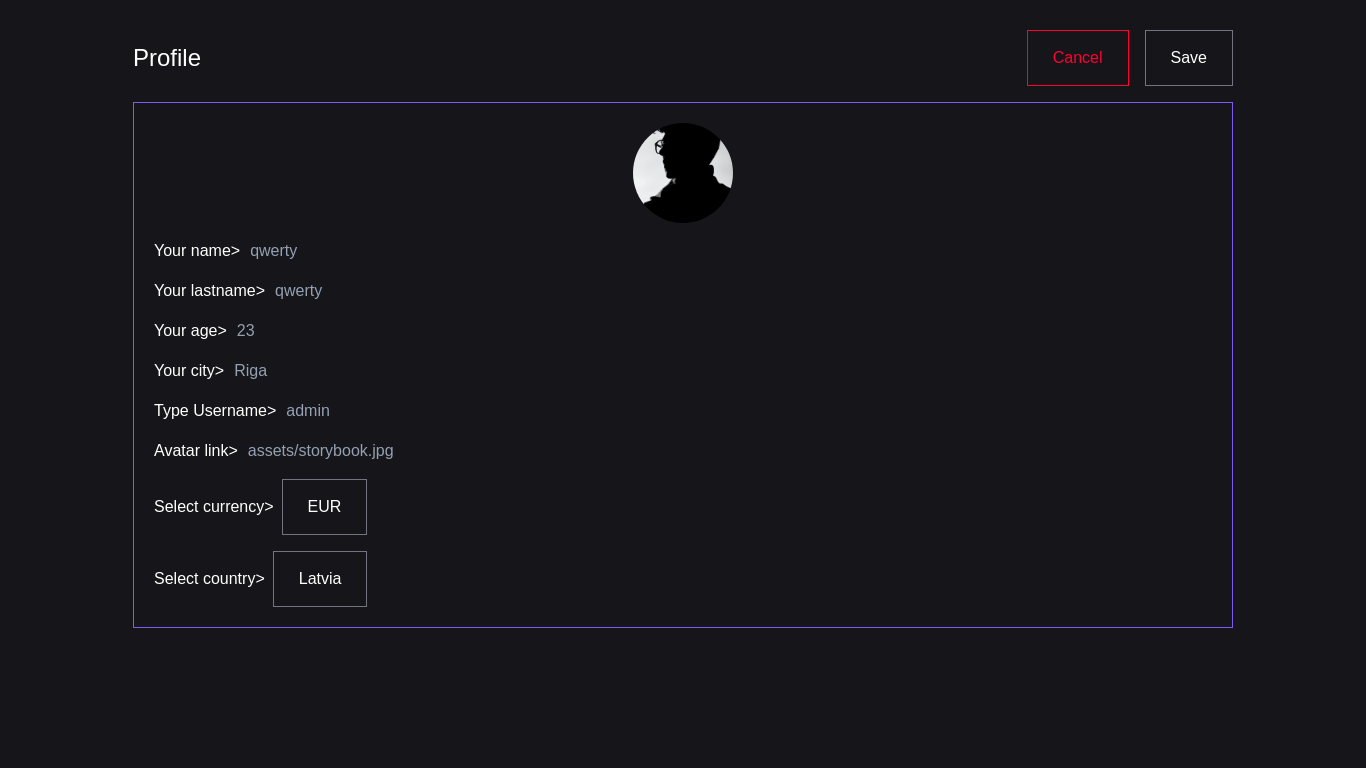 Profile
Cancel
Save
Your name> qwerty
Your lastname> qwerty
Your age> 23
Your city> Riga
Type Username> admin
Avatar link> assets/storybook.jpg
Select currency> EUR
Select country> Latvia